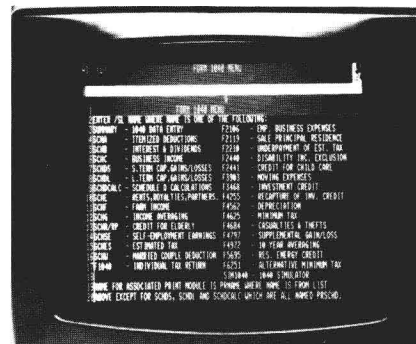 FORM 1040 MENU
FORM 1040 MENU
ENTER /SL NAME WHERE NAME IS ONE OF THE FOLLOWING:
SUMMARY - 1040 DATA ENTRY F2106 - EMP. BUSINESS EXPENSES
SCHA - ITEMIZED DEDUCTIONS F2119 - SALE PRINCIPAL RESIDENCE
SCHB - INTEREST & DIVIDENDS F2210 - UNDERPAYMENT OF EST. TAX
SCHC - BUSINESS INCOME F2440 - DISABILITY INC. EXCLUSION
SCHDS - S.TERM CAP.GAINS/LOSSES F2441 - CREDIT FOR CHILD CARE
SCHDL - L.TERM CAP.GAINS/LOSSES F3903 - MOVING EXPENSES
SCHDCALC - SCHEDULE D CALCULATIONS F3468 - INVESTMENT CREDIT
SCHE - RENTS,ROYALTIES,PARTNERS. F4255 - RECAPTURE OF INV. CREDIT
SCHF - FARM INCOME F4562 - DEPRECIATION
SCHG - INCOME AVERAGING F4625 - MINIMUM TAX
SCHR/RP - CREDIT FOR ELDERLY F4684 - CASUALTIES & THEFTS
SCHSE - SELF-EMPLOYMENT EARNINGS F4797 - SUPPLEMENTAL GAIN/LOSS
SCHES - ESTIMATED TAX F4972 - 10 YEAR AVERAGING
SCHW - MARRIED COUPLE DEDUCTION F5695 - RES. ENERGY CREDIT
F1040 - INDIVIDUAL TAX RETURN F6251 - ALTERNATIVE MINIMUM TAX
SIM1040 - 1040 SIMULATOR
NAME FOR ASSOCIATED PRINT MODULE IS PRNAME WHERE NAME IS FROM LIST
ABOVE EXCEPT FOR SCHDS, SCHDL AND SCHDCALC WHICH ARE ALL NAMED PRSCHD.